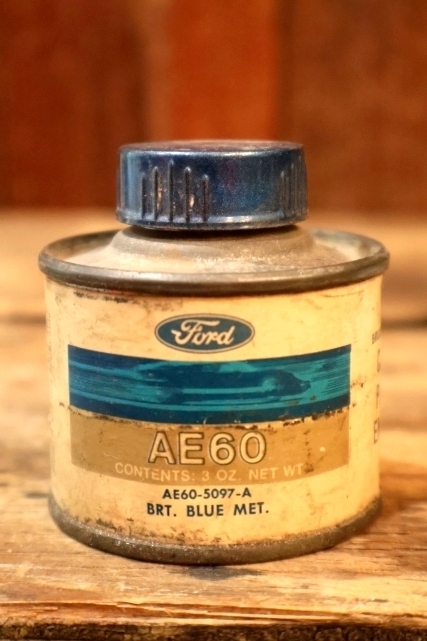 Ford
AE60
CONTENTS: 3 OZ. NET WT.
AE60-5097-A
BRT. BLUE MET.